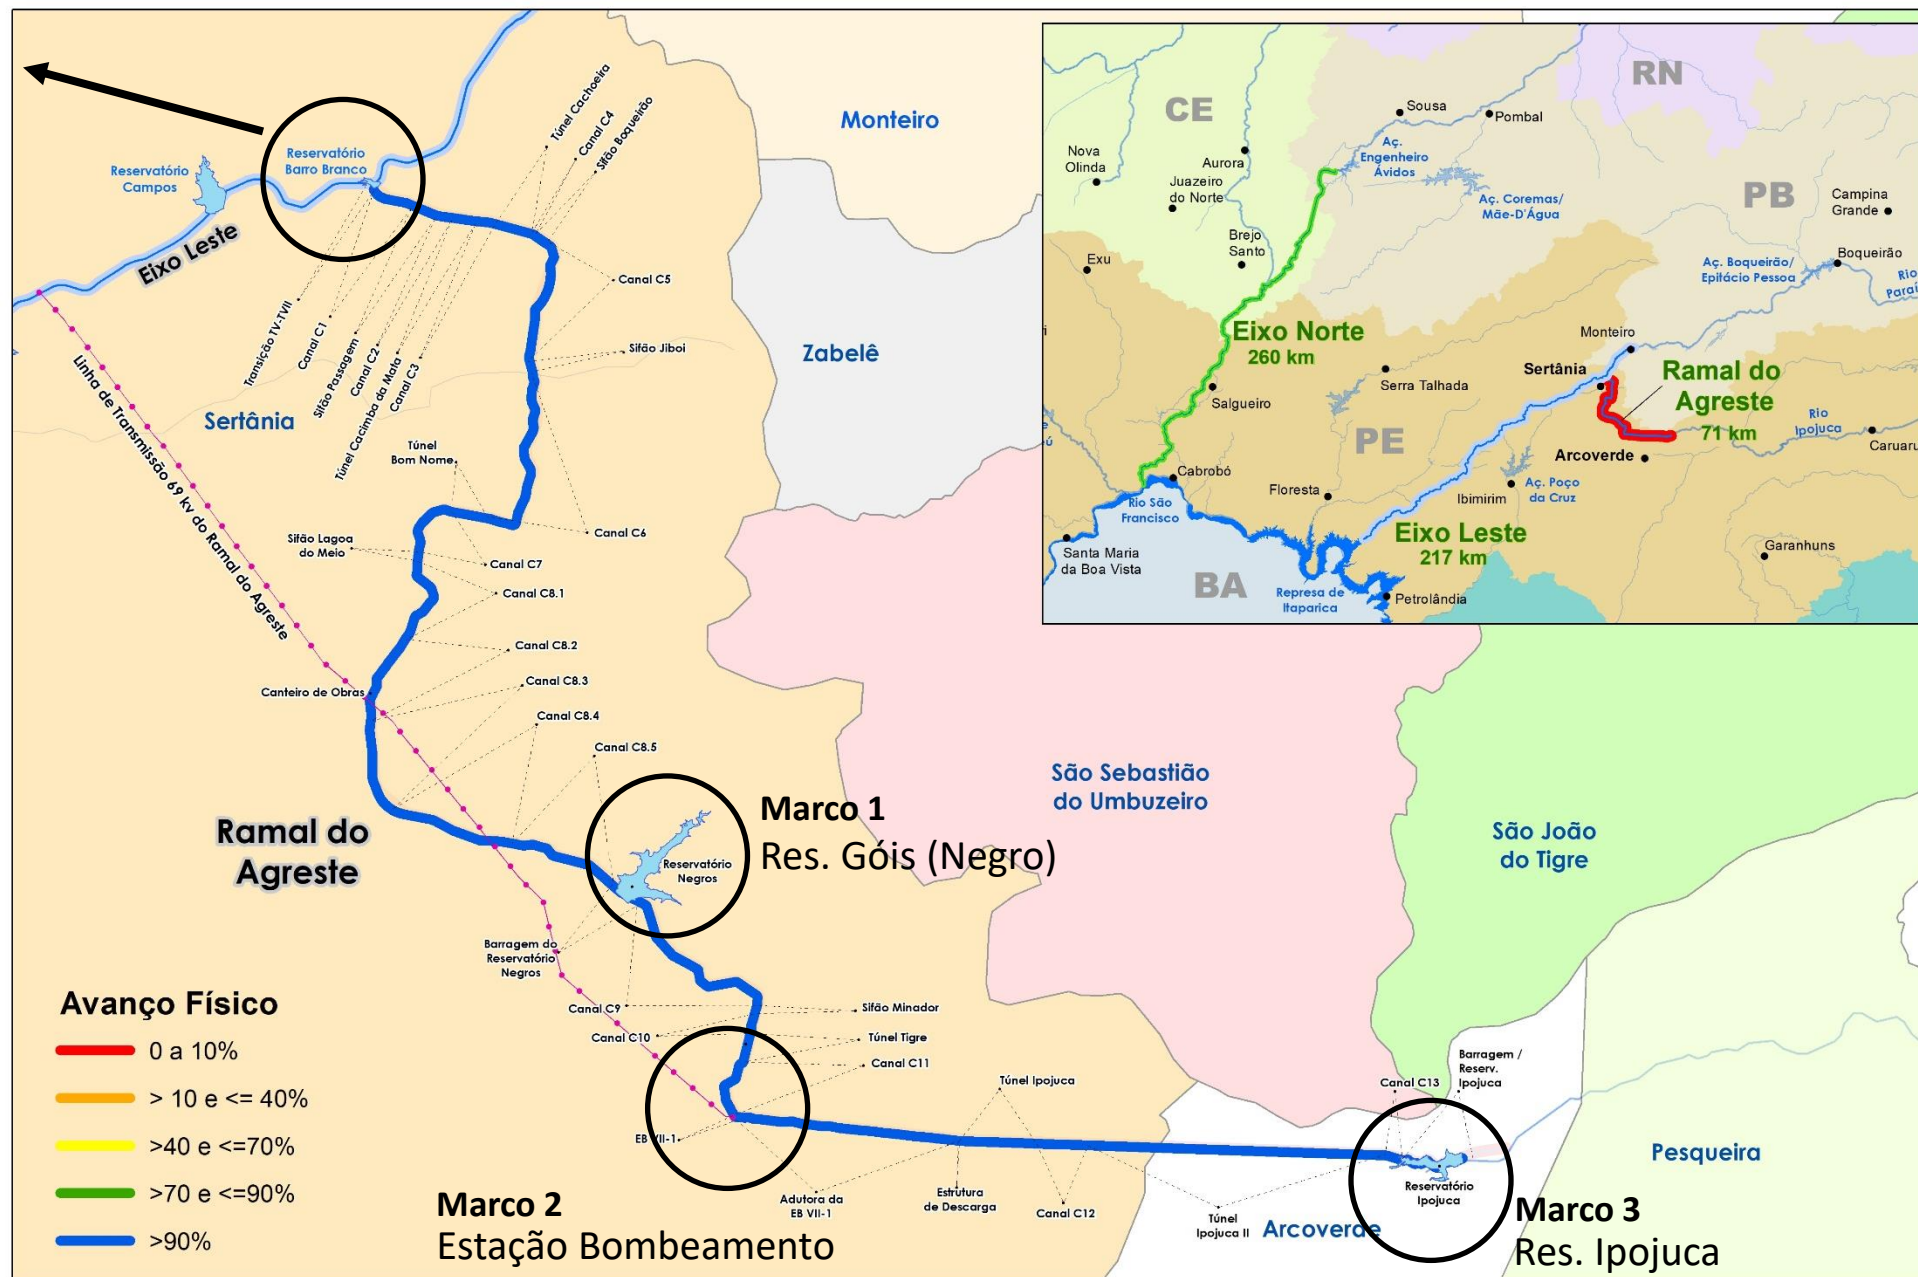 Monteiro
Reservatório
Barro Branco
Reservatório
Campos
Eixo Leste
Túnel Cachoeira
Canal C4
Sifão Boqueirão
Canal C5
Sifão Jiboi
Transição TV-TVII
Canal C1
Sifão Passagem
Canal C2
Túnel Cacimba da Mata
Canal C3
Zabelê
Sertânia
Linha de Transmissão 69 kv do Ramal do Agreste
Túnel
Bom Nome
Canal C6
Sifão Lagoa
do Meio
Canal C7
Canal C8.1
Canal C8.2
Canal C8.3
Canteiro de Obras
Canal C8.4
Canal C8.5
Ramal do
Agreste
Marco 1
Res. Góis (Negro)
Reservatório
Negros
Barragem do
Reservatório
Negros
São Sebastião
do Umbuzeiro
São João
do Tigre
Canal C9
Sifão Minador
Canal C10
Túnel Tigre
Canal C11
Túnel Ipojuca
EB VII-1
Marco 2
Estação Bombeamento
Adutora da
EB VII-1
Estrutura
de Descarga
Canal C12
Túnel
Ipojuca II
Arcoverde
Canal C13
Barragem /
Reserv.
Ipojuca
Reservatório
Ipojuca
Marco 3
Res. Ipojuca
Pesqueira
Avanço Físico
0 a 10%
> 10 e <= 40%
>40 e <=70%
>70 e <=90%
>90%
CE
RN
PB
PE
BA
Sousa
Pombal
Nova
Olinda
Aurora
Juazeiro
do Norte
Aç.
Engenheiro
Ávidos
Aç. Coremas/
Mãe-D'Água
Campina
Grande
Brejo
Santo
Exu
Aç. Boqueirão/
Epitácio Pessoa
Boqueirão
Rio
Paraí
Eixo Norte
260 km
Monteiro
Sertânia
Serra Talhada
Salgueiro
Ramal do
Agreste
71 km
Rio
Ipojuca
Arcoverde
Caruaru
Cabrobó
Floresta
Ibimirim
Aç. Poço
da Cruz
Rio São
Francisco
Eixo Leste
217 km
Santa Maria
da Boa Vista
Garanhuns
Represa de
Itaparica
Petrolândia